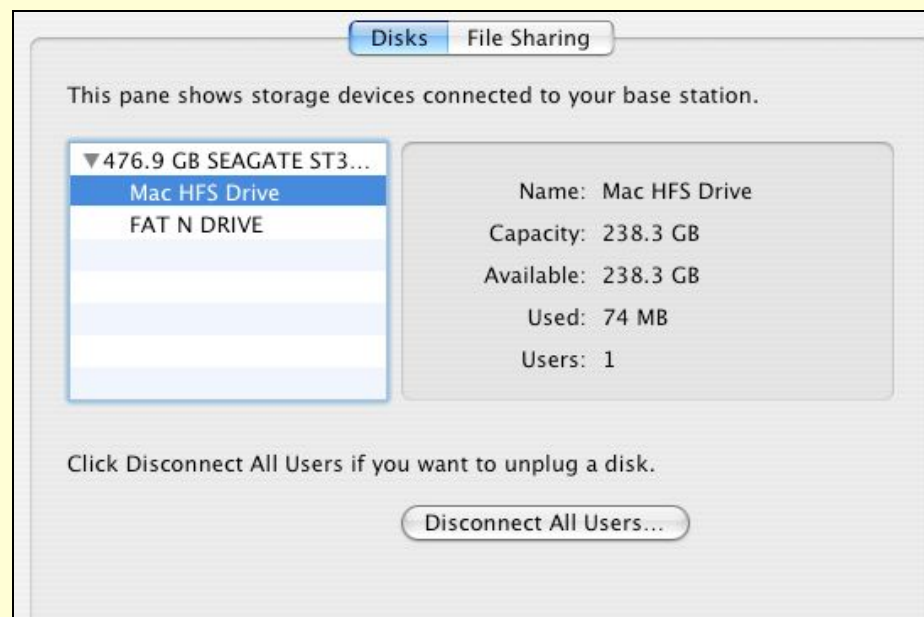 Disks File Sharing
This pane shows storage devices connected to your base station.
476.9 GB SEAGATE ST3...
Mac HFS Drive
FAT N DRIVE
Name: Mac HFS Drive
Capacity: 238.3 GB
Available: 238.3 GB
Used: 74 MB
Users: 1
Click Disconnect All Users if you want to unplug a disk.
Disconnect All Users...